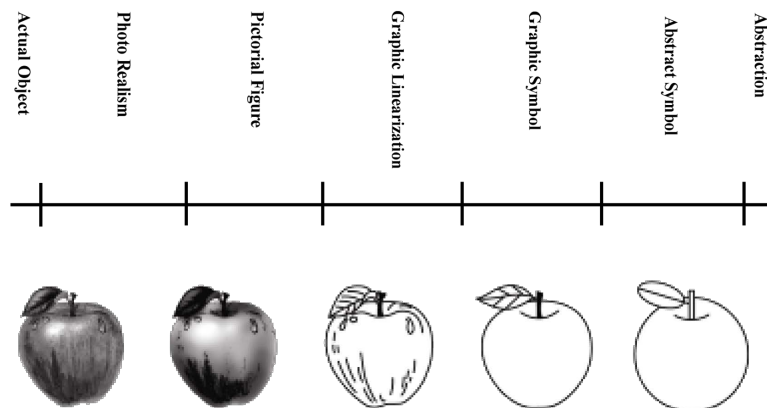 Actual Object
Photo Realism
Pictorial Figure
Graphic Linearization
Graphic Symbol
Abstract Symbol
Abstraction